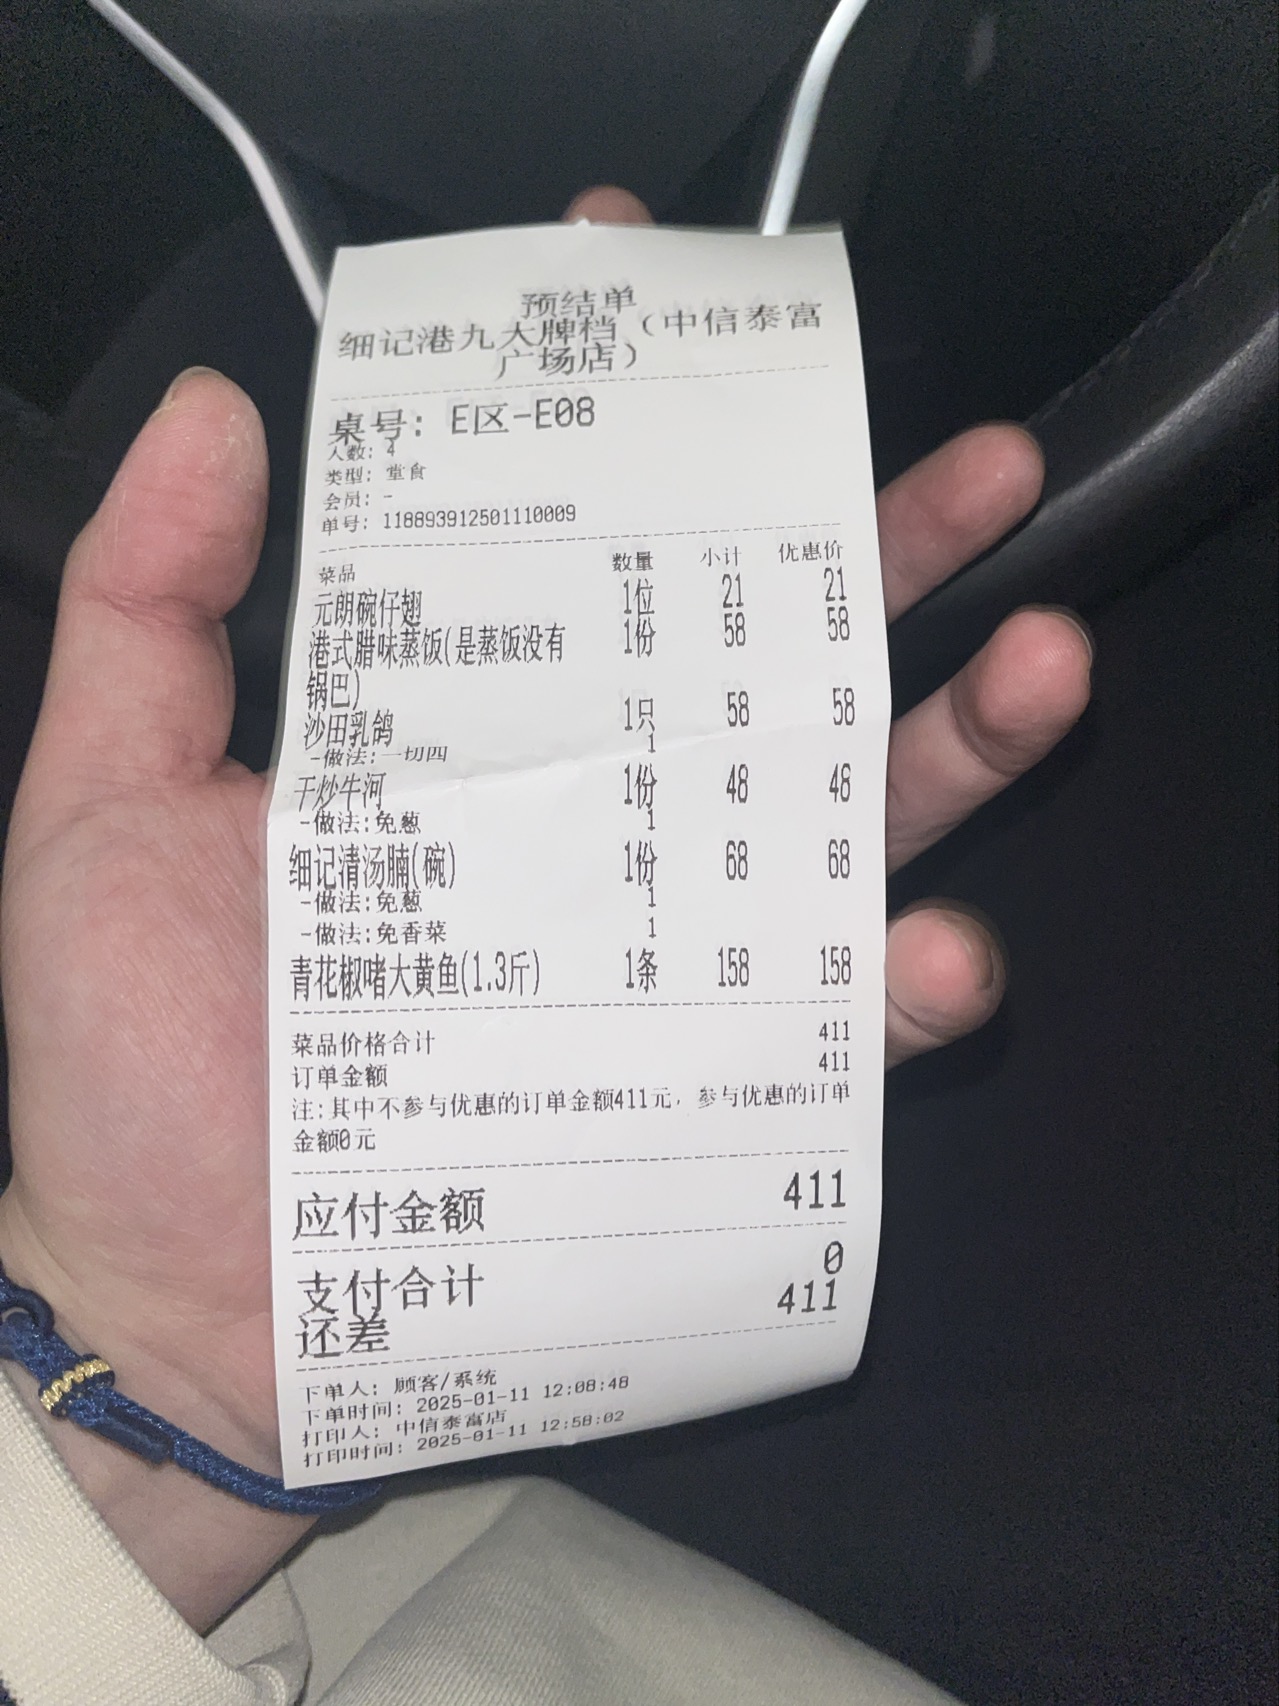 预结单
细记港九大牌档（中信泰富
广场店）
桌号: E区-E08
人数: 4
类型: 堂食
会员: -
单号: 118893912501110009
菜品 数量 小计 优惠价
元朗碗仔翅 1位 21 21
港式腊味蒸饭(是蒸饭没有 1份 58 58
锅巴)
沙田乳鸽 1只 58 58
-做法:一切四 1
干炒牛河 1份 48 48
-做法:免葱 1
细记清汤腩(碗) 1份 68 68
-做法:免葱 1
-做法:免香菜 1
青花椒啫大黄鱼(1.3斤) 1条 158 158
菜品价格合计 411
订单金额 411
注:其中不参与优惠的订单金额411元，参与优惠的订单
金额0元
应付金额 411
支付合计 0
还差 411
下单人: 顾客/系统
下单时间: 2025-01-11 12:08:48
打印人: 中信泰富店
打印时间: 2025-01-11 12:58:02